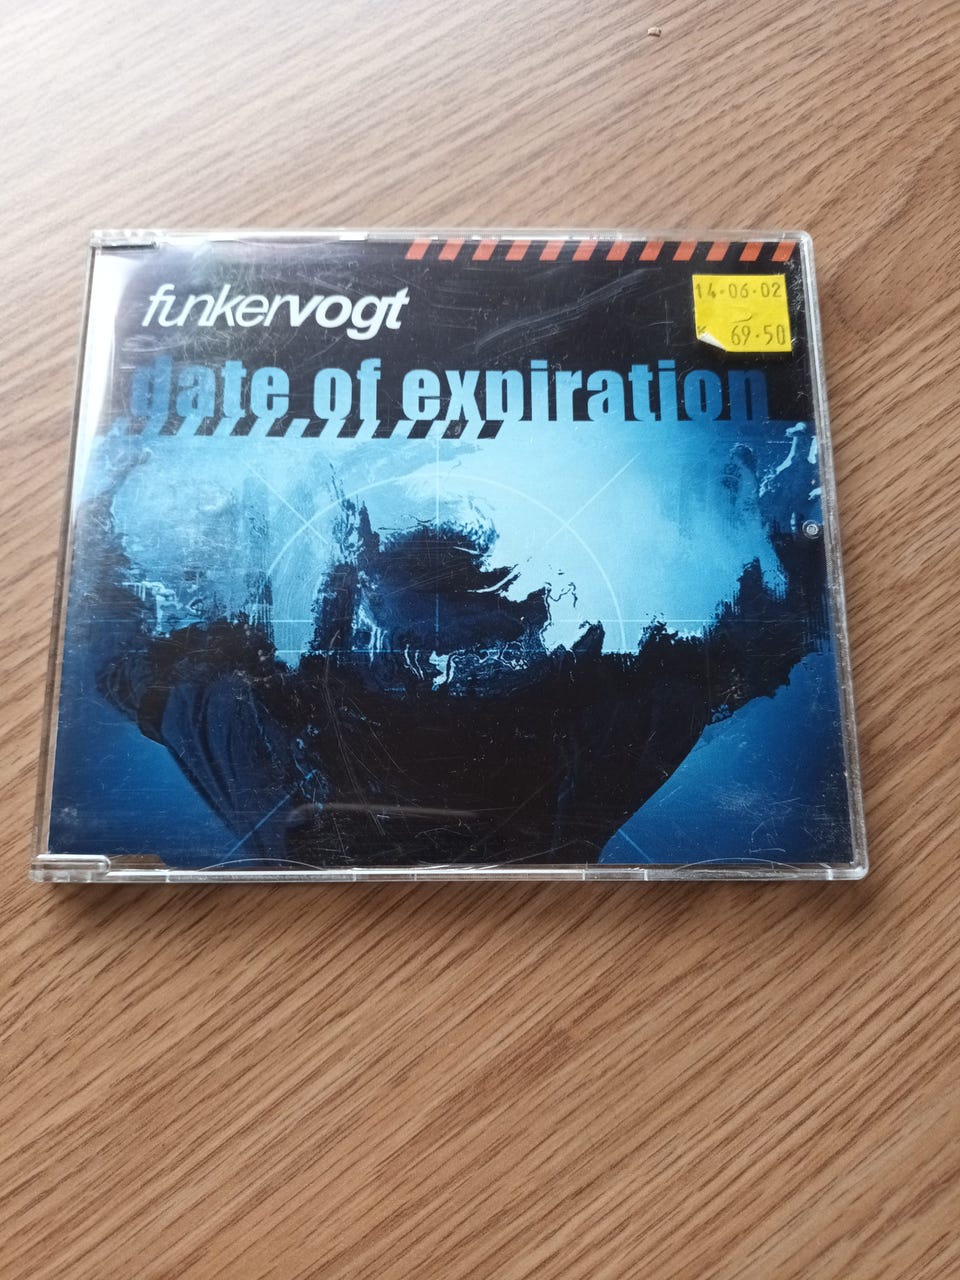 funkervogt
14·06·02
69·50
date of expiration